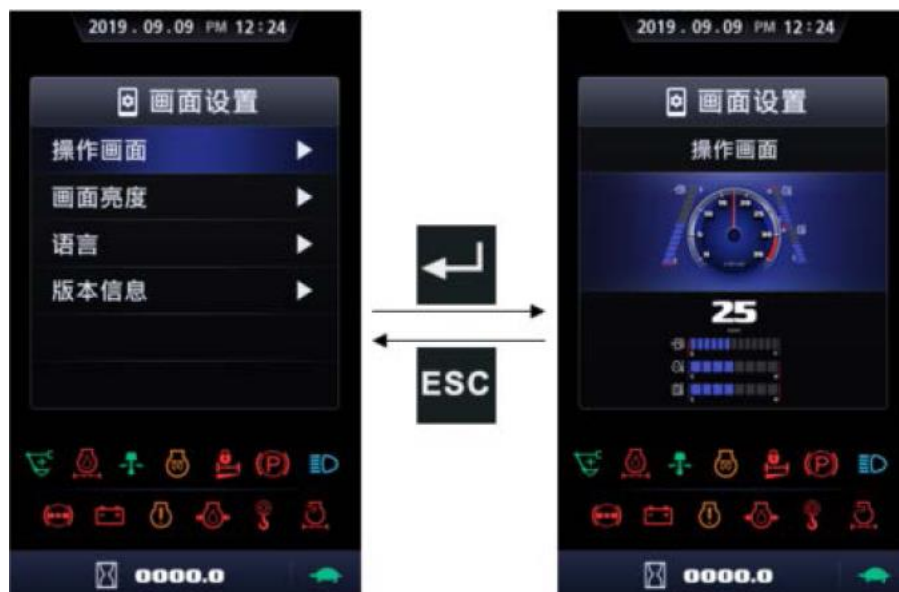 2019 . 09 . 09 PM 12 : 24
画面设置
操作画面
画面亮度
语言
版本信息
0000.0
ESC
2019 . 09 . 09 PM 12 : 24
画面设置
操作画面
25
0000.0